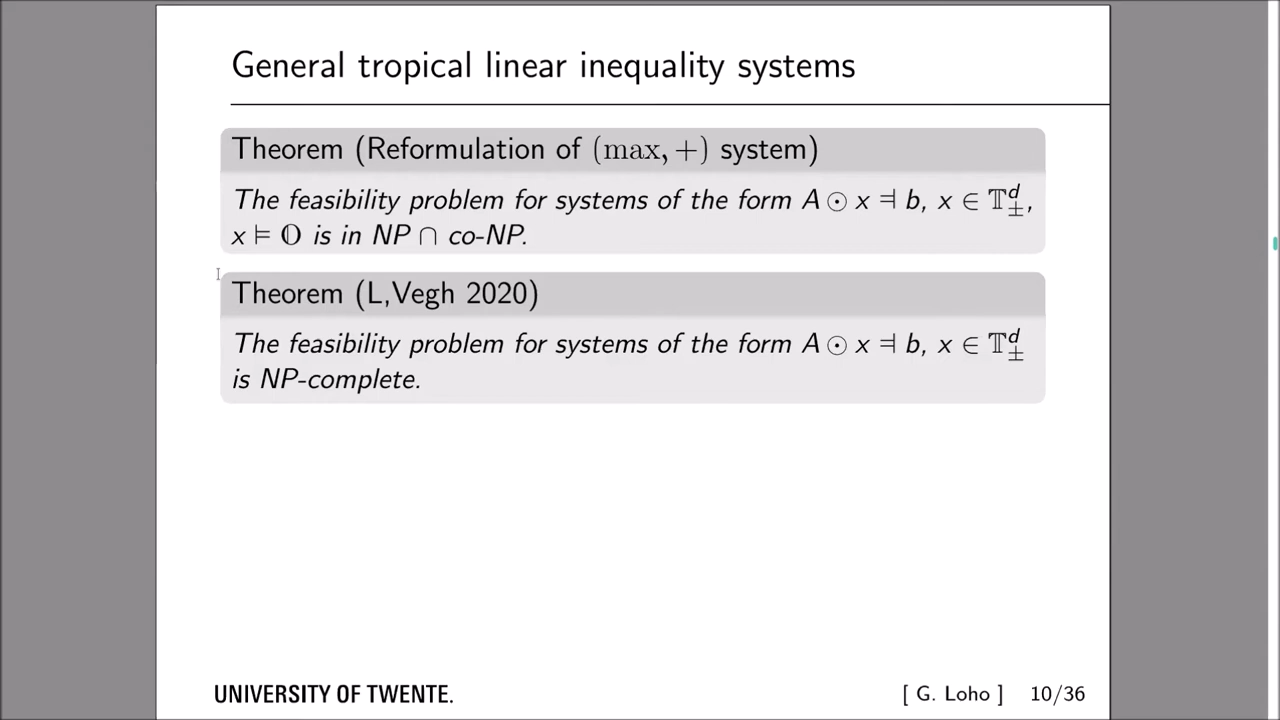 General tropical linear inequality systems
Theorem (Reformulation of (max, +) system)
The feasibility problem for systems of the form A ⊙ x ⫤ b, x ∈ 𝕋^d_±,
x ⊨ 𝕆 is in NP ∩ co-NP.
Theorem (L,Vegh 2020)
The feasibility problem for systems of the form A ⊙ x ⫤ b, x ∈ 𝕋^d_±
is NP-complete.
UNIVERSITY OF TWENTE.
[ G. Loho ] 10/36